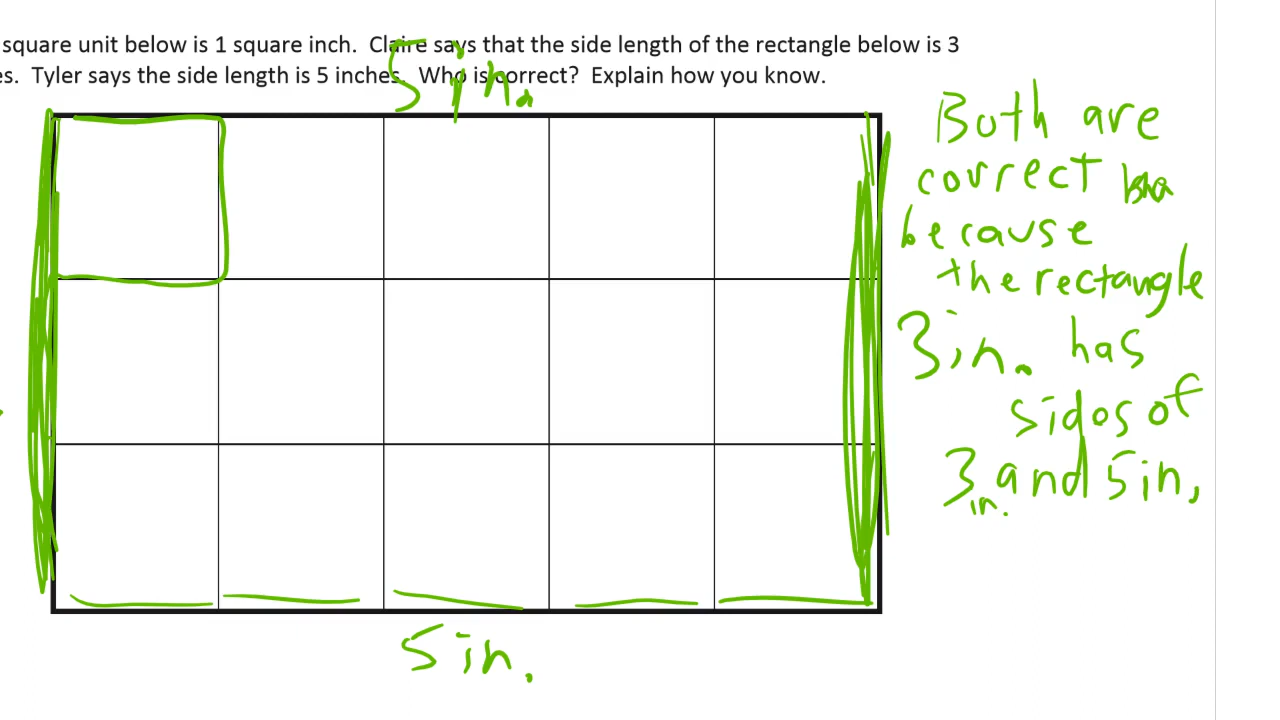 square unit below is 1 square inch.  Claire says that the side length of the rectangle below is 3
es.  Tyler says the side length is 5 inches.  Who is correct?  Explain how you know.
5 in.
Both are
correct
because
the rectangle
3 in. has
sides of
3 and 5 in,
in.
5 in.